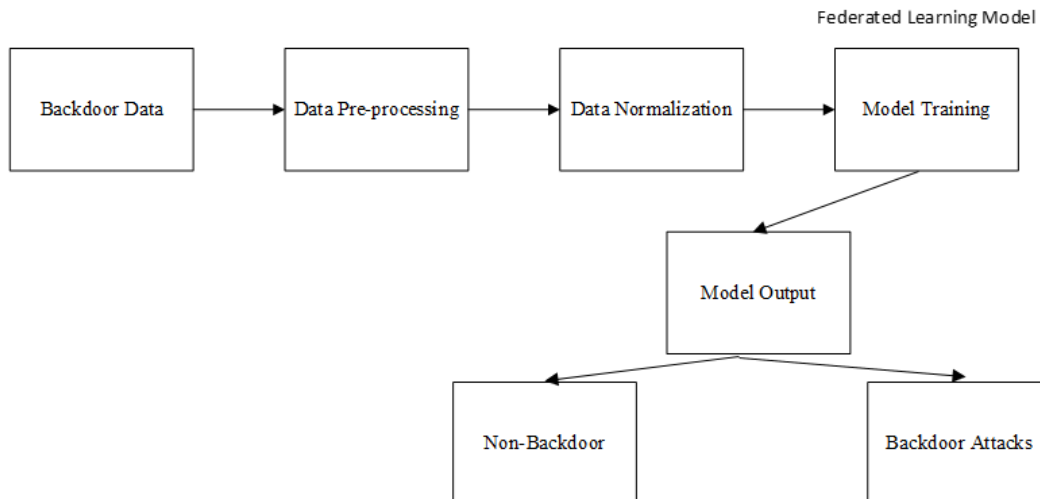 Federated Learning Model
Backdoor Data
Data Pre-processing
Data Normalization
Model Training
Model Output
Non-Backdoor
Backdoor Attacks